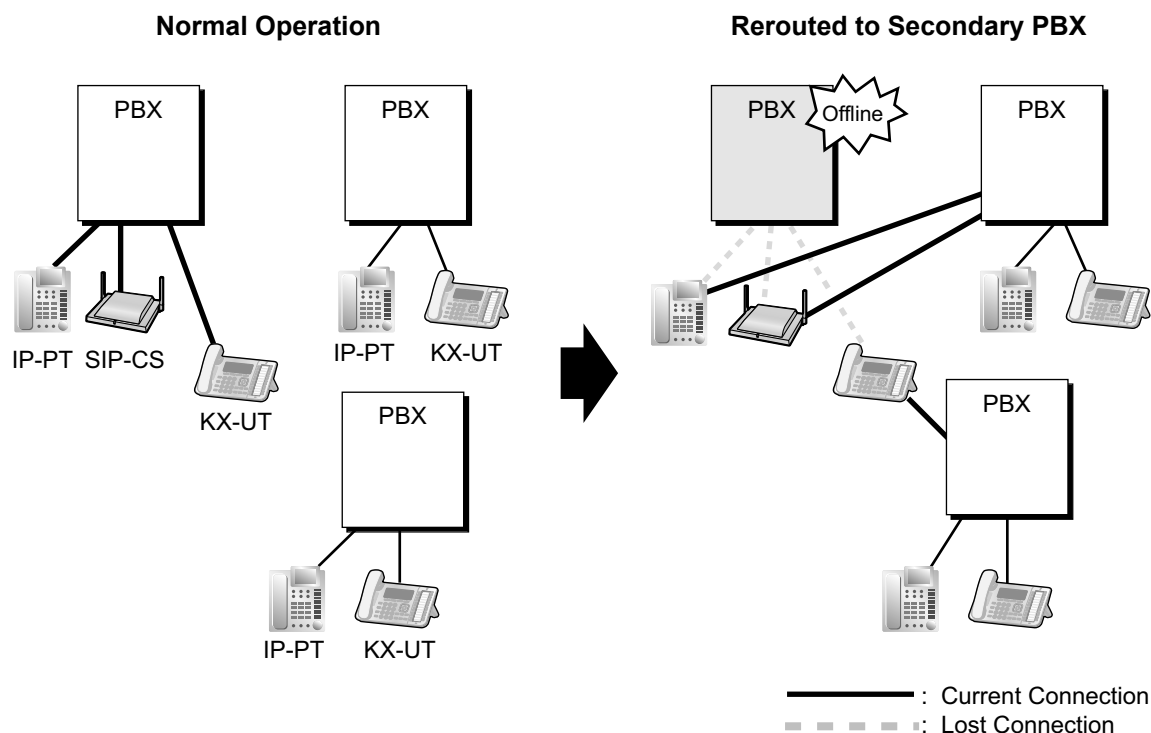 Normal Operation
Rerouted to Secondary PBX
PBX
PBX
PBX
Offline
PBX
IP-PT SIP-CS
IP-PT
KX-UT
KX-UT
PBX
PBX
IP-PT
KX-UT
: Current Connection
: Lost Connection